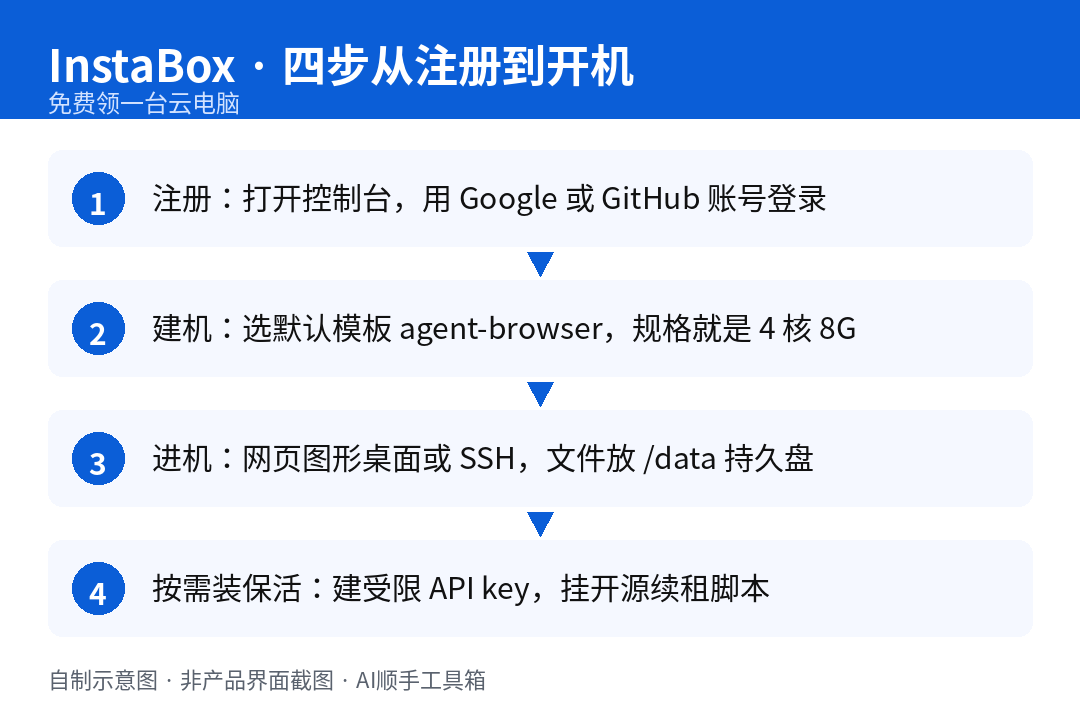 InstaBox · 四步从注册到开机
免费领一台云电脑
1 注册：打开控制台，用 Google 或 GitHub 账号登录
2 建机：选默认模板 agent-browser，规格就是 4 核 8G
3 进机：网页图形桌面或 SSH，文件放 /data 持久盘
4 按需装保活：建受限 API key，挂开源续租脚本
自制示意图 · 非产品界面截图 · AI顺手工具箱